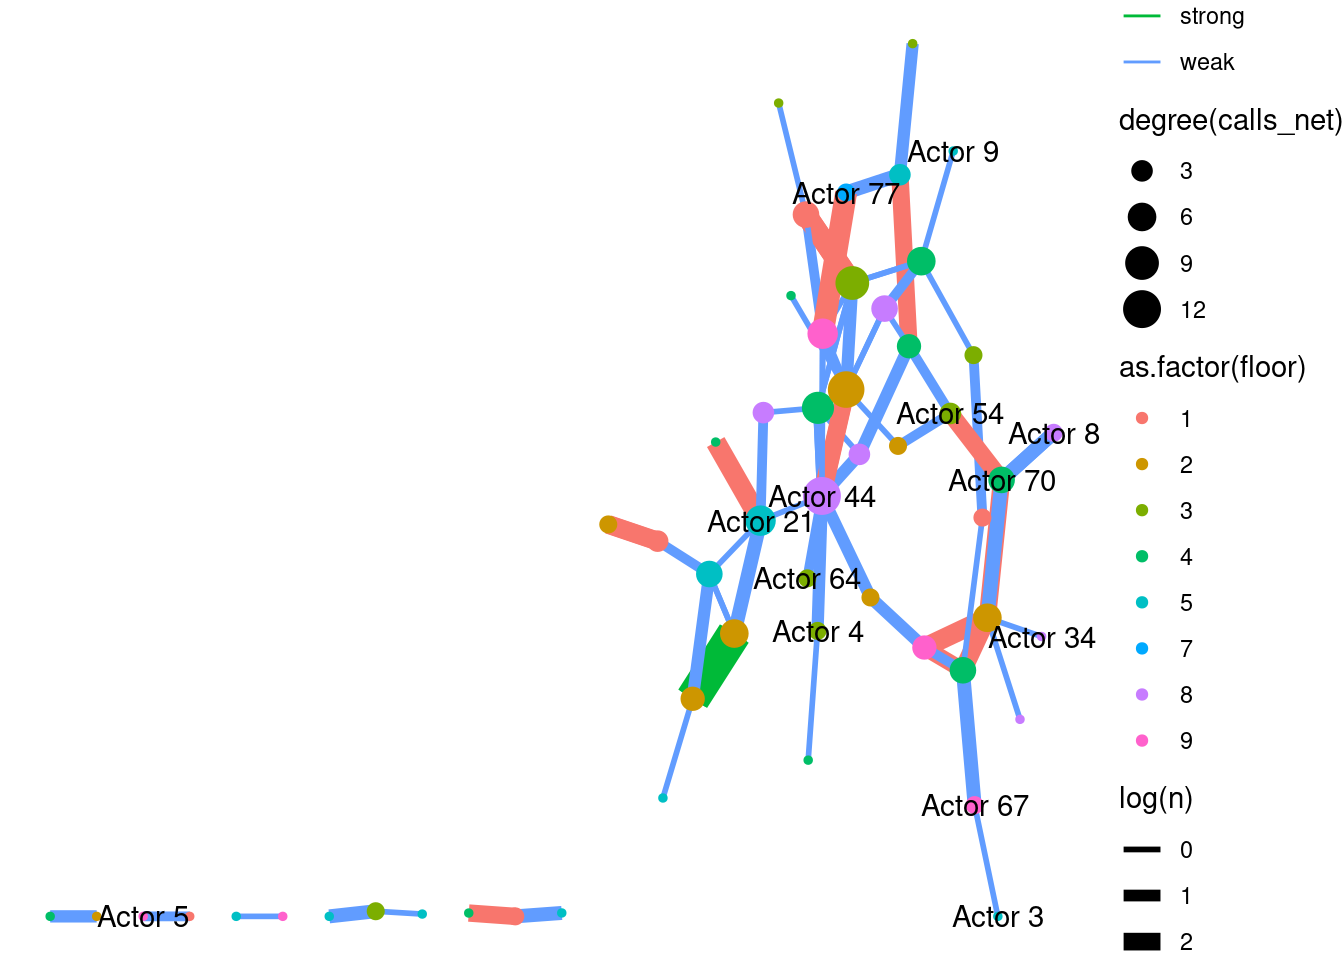 strong
weak
degree(calls_net)
3
6
9
12
as.factor(floor)
1
2
3
4
5
7
8
9
log(n)
0
1
2
Actor 9
Actor 77
Actor 54
Actor 8
Actor 70
Actor 44
Actor 21
Actor 64
Actor 4
Actor 34
Actor 67
Actor 5
Actor 3